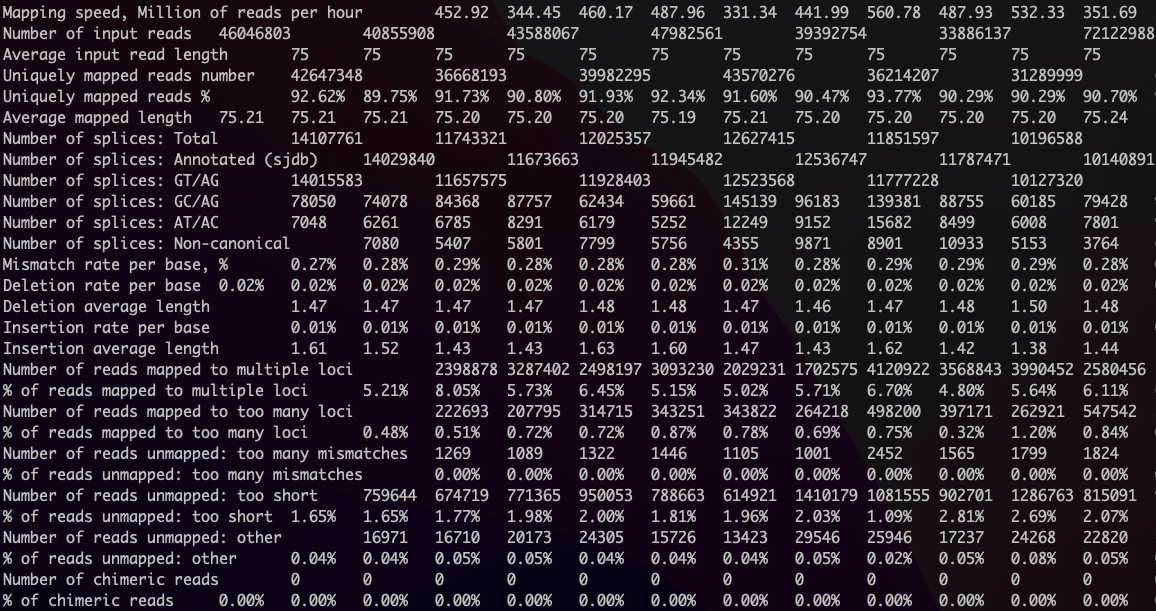 Mapping speed, Million of reads per hour 452.92 344.45 460.17 487.96 331.34 441.99 560.78 487.93 532.33 351.69
Number of input reads 46046803 40855908 43588067 47982561 39392754 33886137 72122988
Average input read length 75 75 75 75 75 75 75 75 75 75 75 75
Uniquely mapped reads number 42647348 36668193 39982295 43570276 36214207 31289999
Uniquely mapped reads % 92.62% 89.75% 91.73% 90.80% 91.93% 92.34% 91.60% 90.47% 93.77% 90.29% 90.29% 90.70%
Average mapped length 75.21 75.21 75.21 75.20 75.20 75.20 75.19 75.21 75.20 75.20 75.20 75.20 75.24
Number of splices: Total 14107761 11743321 12025357 12627415 11851597 10196588
Number of splices: Annotated (sjdb) 14029840 11673663 11945482 12536747 11787471 10140891
Number of splices: GT/AG 14015583 11657575 11928403 12523568 11777228 10127320
Number of splices: GC/AG 78050 74078 84368 87757 62434 59661 145139 96183 139381 88755 60185 79428
Number of splices: AT/AC 7048 6261 6785 8291 6179 5252 12249 9152 15682 8499 6008 7801
Number of splices: Non-canonical 7080 5407 5801 7799 5756 4355 9871 8901 10933 5153 3764
Mismatch rate per base, % 0.27% 0.28% 0.29% 0.28% 0.28% 0.28% 0.31% 0.28% 0.29% 0.29% 0.29% 0.28%
Deletion rate per base 0.02% 0.02% 0.02% 0.02% 0.02% 0.02% 0.02% 0.02% 0.02% 0.02% 0.02% 0.02% 0.02%
Deletion average length 1.47 1.47 1.47 1.47 1.48 1.48 1.47 1.46 1.47 1.48 1.50 1.48
Insertion rate per base 0.01% 0.01% 0.01% 0.01% 0.01% 0.01% 0.01% 0.01% 0.01% 0.01% 0.01% 0.01%
Insertion average length 1.61 1.52 1.43 1.43 1.63 1.60 1.47 1.43 1.62 1.42 1.38 1.44
Number of reads mapped to multiple loci 2398878 3287402 2498197 3093230 2029231 1702575 4120922 3568843 3990452 2580456
% of reads mapped to multiple loci 5.21% 8.05% 5.73% 6.45% 5.15% 5.02% 5.71% 6.70% 4.80% 5.64% 6.11%
Number of reads mapped to too many loci 222693 207795 314715 343251 343822 264218 498200 397171 262921 547542
% of reads mapped to too many loci 0.48% 0.51% 0.72% 0.72% 0.87% 0.78% 0.69% 0.75% 0.32% 1.20% 0.84%
Number of reads unmapped: too many mismatches 1269 1089 1322 1446 1105 1001 2452 1565 1799 1824
% of reads unmapped: too many mismatches 0.00% 0.00% 0.00% 0.00% 0.00% 0.00% 0.00% 0.00% 0.00% 0.00%
Number of reads unmapped: too short 759644 674719 771365 950053 788663 614921 1410179 1081555 902701 1286763 815091
% of reads unmapped: too short 1.65% 1.65% 1.77% 1.98% 2.00% 1.81% 1.96% 2.03% 1.09% 2.81% 2.69% 2.07%
Number of reads unmapped: other 16971 16710 20173 24305 15726 13423 29546 25946 17237 24268 22820
% of reads unmapped: other 0.04% 0.04% 0.05% 0.05% 0.04% 0.04% 0.04% 0.05% 0.02% 0.05% 0.08% 0.05%
Number of chimeric reads 0 0 0 0 0 0 0 0 0 0 0 0
% of chimeric reads 0.00% 0.00% 0.00% 0.00% 0.00% 0.00% 0.00% 0.00% 0.00% 0.00% 0.00% 0.00% 0.00%